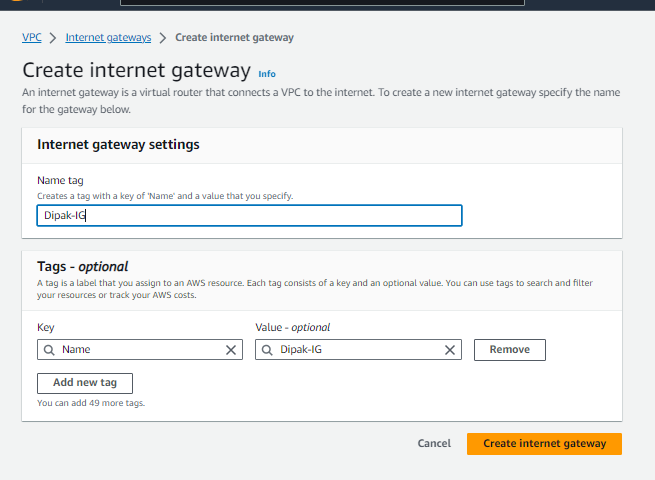 VPC > Internet gateways > Create internet gateway
Create internet gateway Info
An internet gateway is a virtual router that connects a VPC to the internet. To create a new internet gateway specify the name
for the gateway below.
Internet gateway settings
Name tag
Creates a tag with a key of 'Name' and a value that you specify.
Dipak-IG
Tags - optional
A tag is a label that you assign to an AWS resource. Each tag consists of a key and an optional value. You can use tags to search and filter
your resources or track your AWS costs.
Key Value - optional
Name Dipak-IG Remove
Add new tag
You can add 49 more tags.
Cancel Create internet gateway